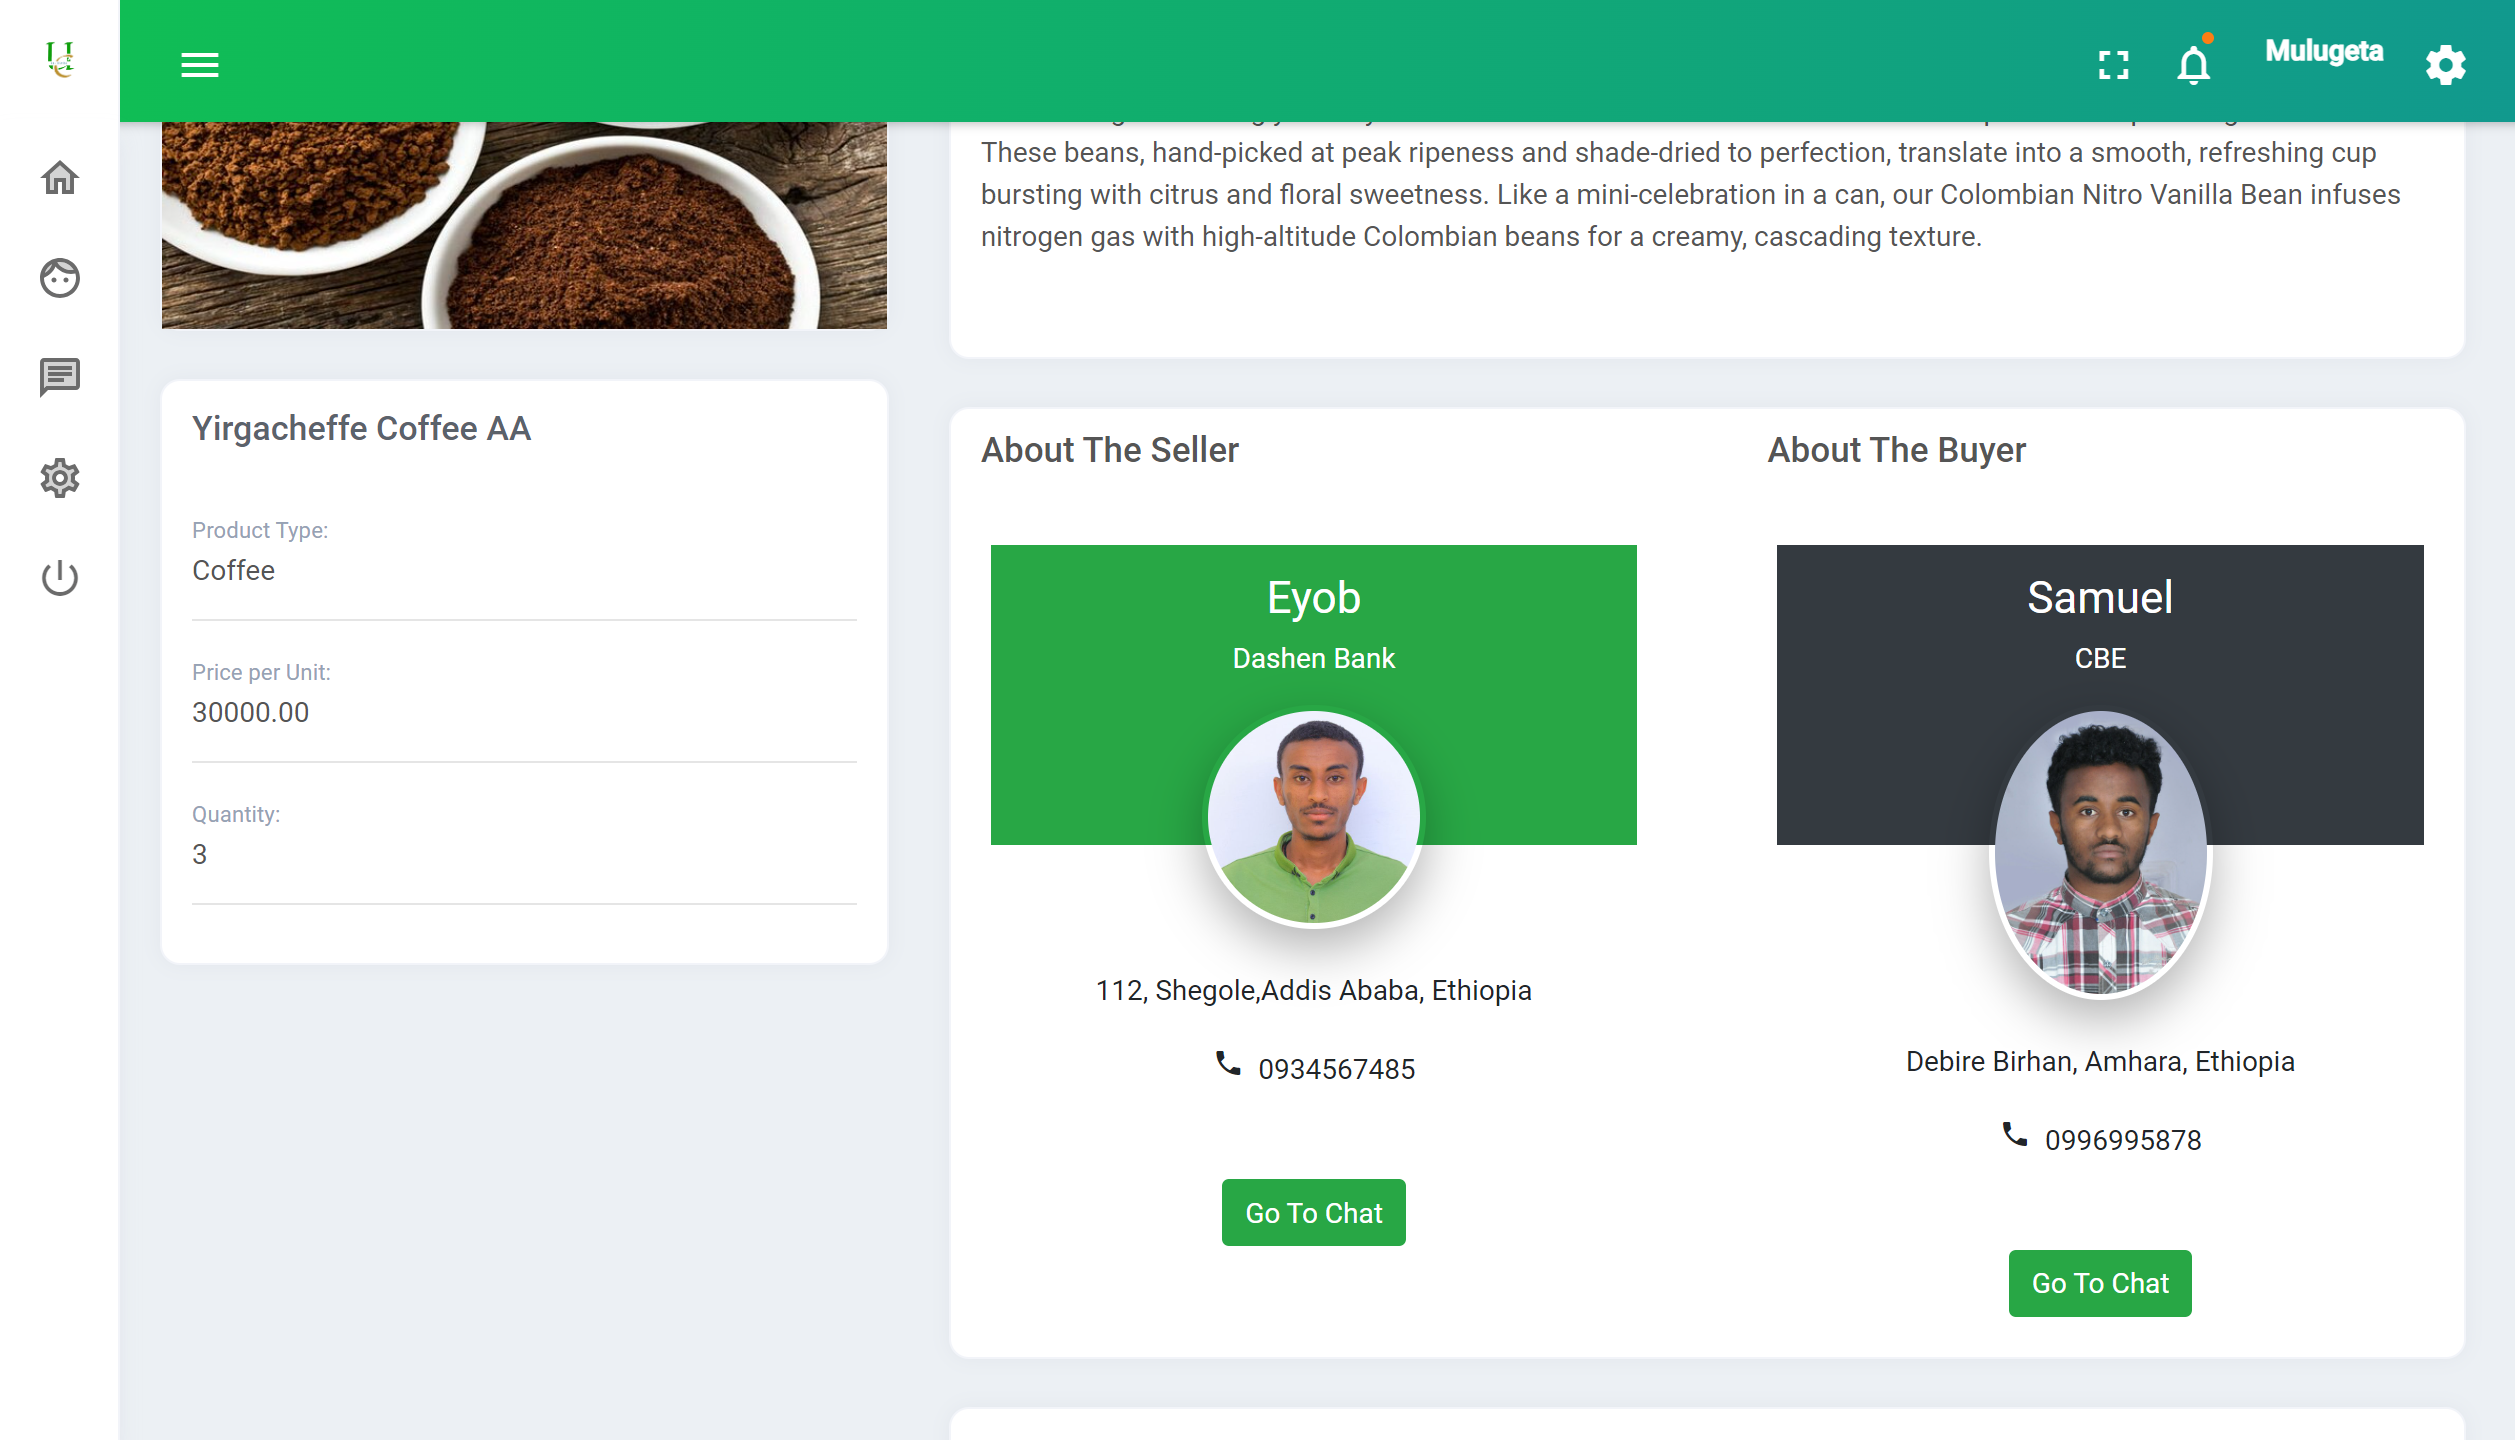 Mulugeta
These beans, hand-picked at peak ripeness and shade-dried to perfection, translate into a smooth, refreshing cup
bursting with citrus and floral sweetness. Like a mini-celebration in a can, our Colombian Nitro Vanilla Bean infuses
nitrogen gas with high-altitude Colombian beans for a creamy, cascading texture.
Yirgacheffe Coffee AA
Product Type:
Coffee
Price per Unit:
30000.00
Quantity:
3
About The Seller
Eyob
Dashen Bank
112, Shegole,Addis Ababa, Ethiopia
0934567485
Go To Chat
About The Buyer
Samuel
CBE
Debire Birhan, Amhara, Ethiopia
0996995878
Go To Chat